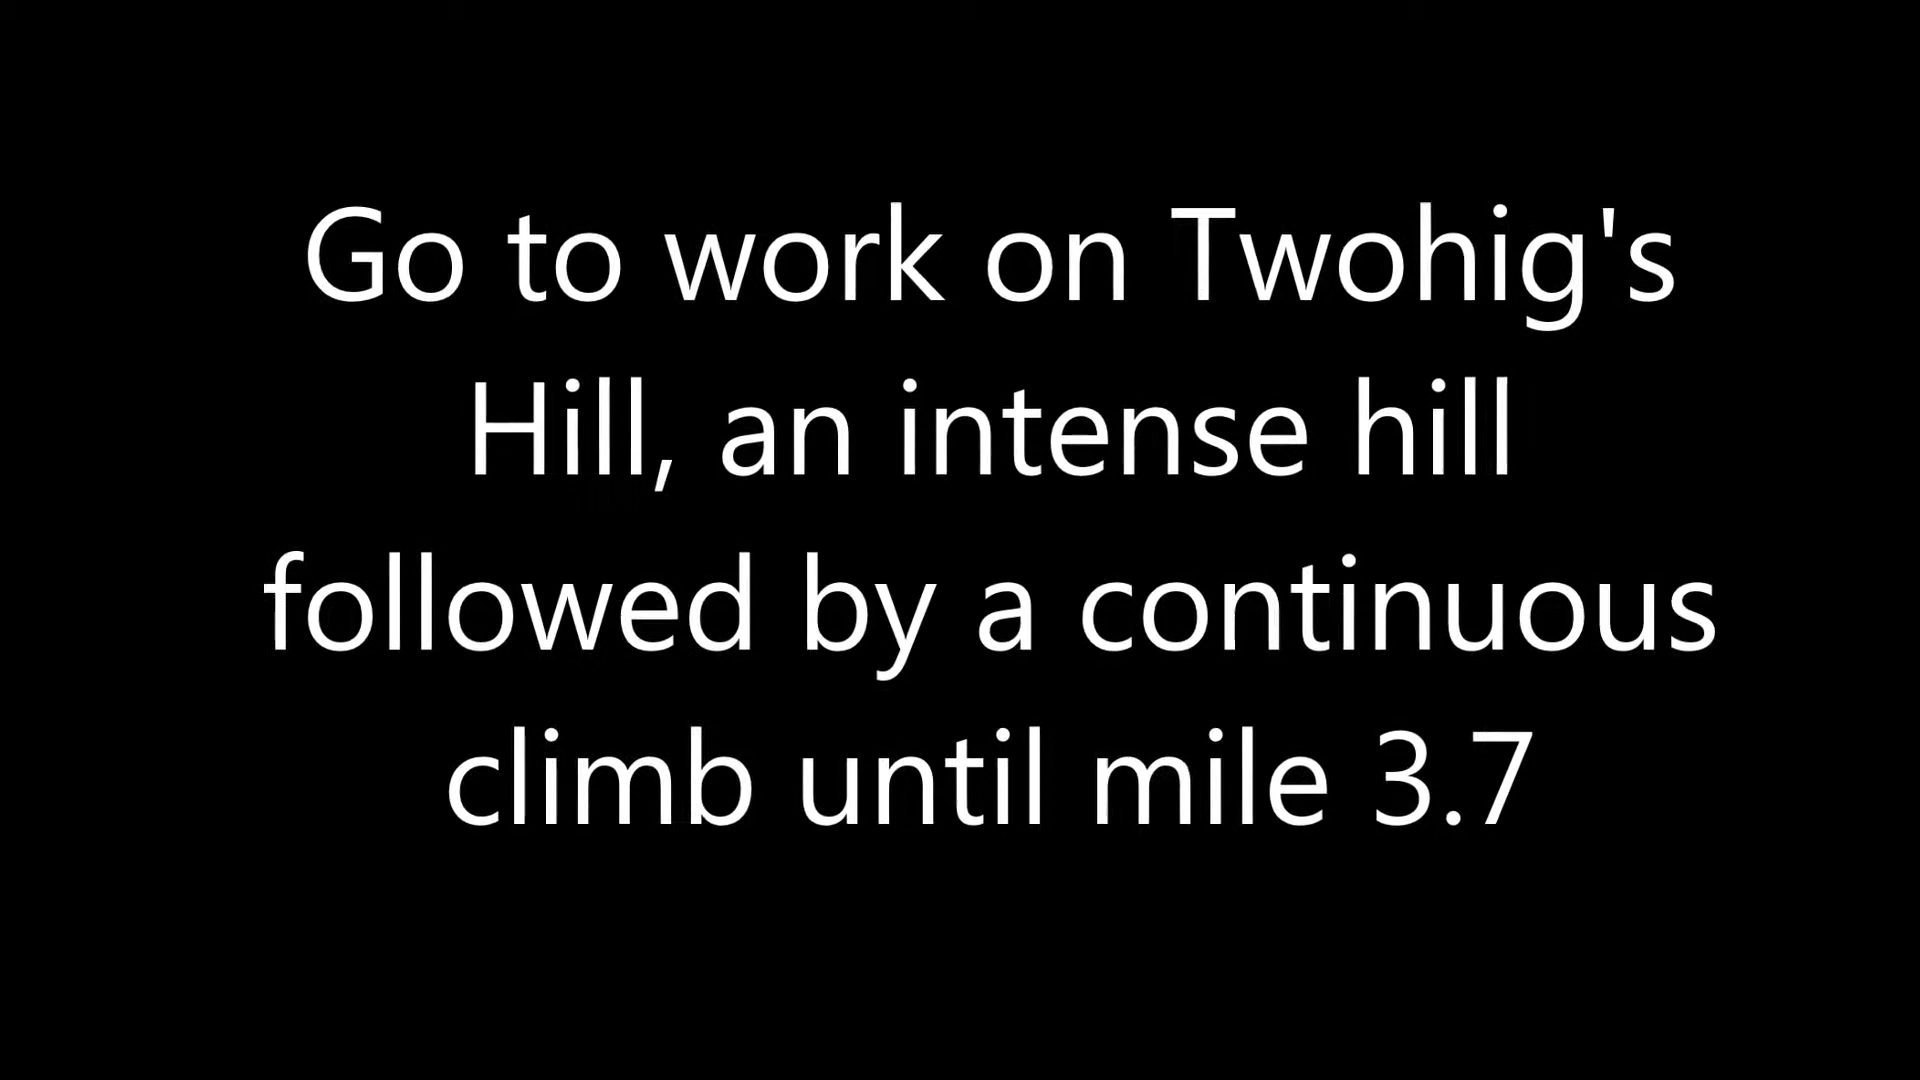 Go to work on Twohig's
Hill, an intense hill
followed by a continuous
climb until mile 3.7